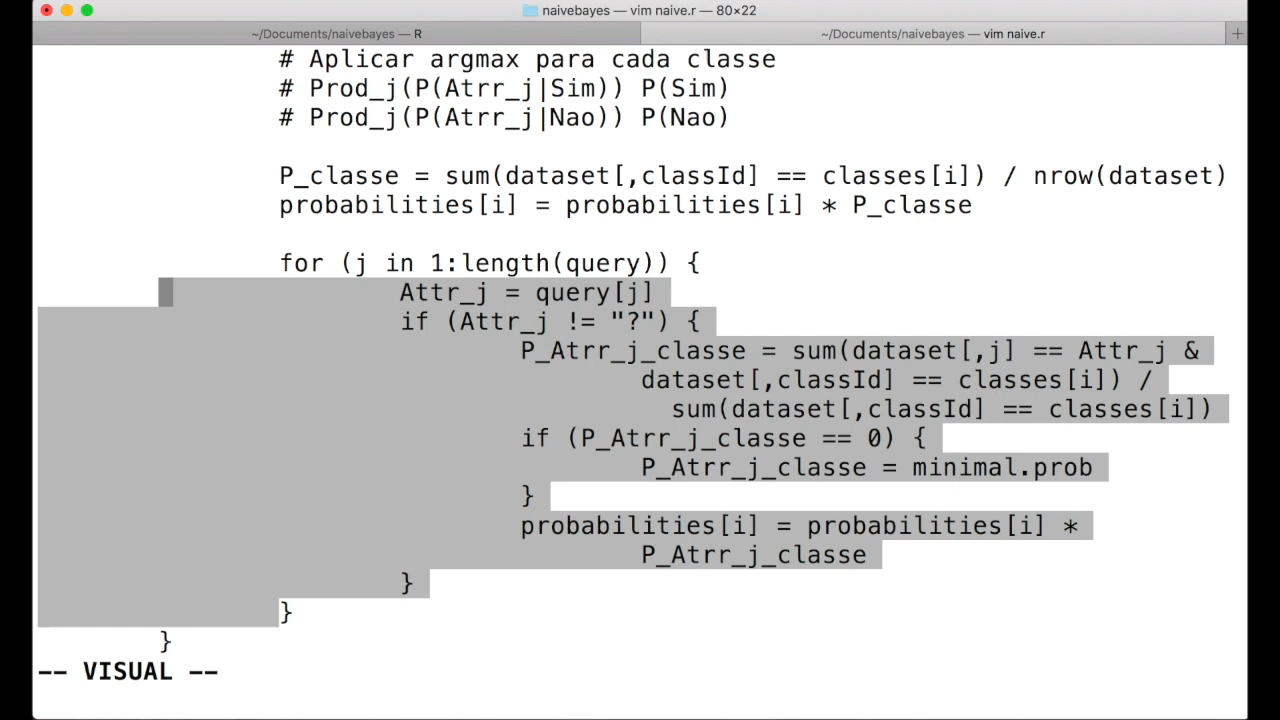 naivebayes — vim naive.r — 80×22
~/Documents/naivebayes — R
~/Documents/naivebayes — vim naive.r
+
# Aplicar argmax para cada classe
# Prod_j(P(Atrr_j|Sim)) P(Sim)
# Prod_j(P(Atrr_j|Nao)) P(Nao)
P_classe = sum(dataset[,classId] == classes[i]) / nrow(dataset)
probabilities[i] = probabilities[i] * P_classe
for (j in 1:length(query)) {
Attr_j = query[j]
if (Attr_j != "?") {
P_Atrr_j_classe = sum(dataset[,j] == Attr_j &
dataset[,classId] == classes[i]) /
sum(dataset[,classId] == classes[i])
if (P_Atrr_j_classe == 0) {
P_Atrr_j_classe = minimal.prob
}
probabilities[i] = probabilities[i] *
P_Atrr_j_classe
}
}
}
-- VISUAL --